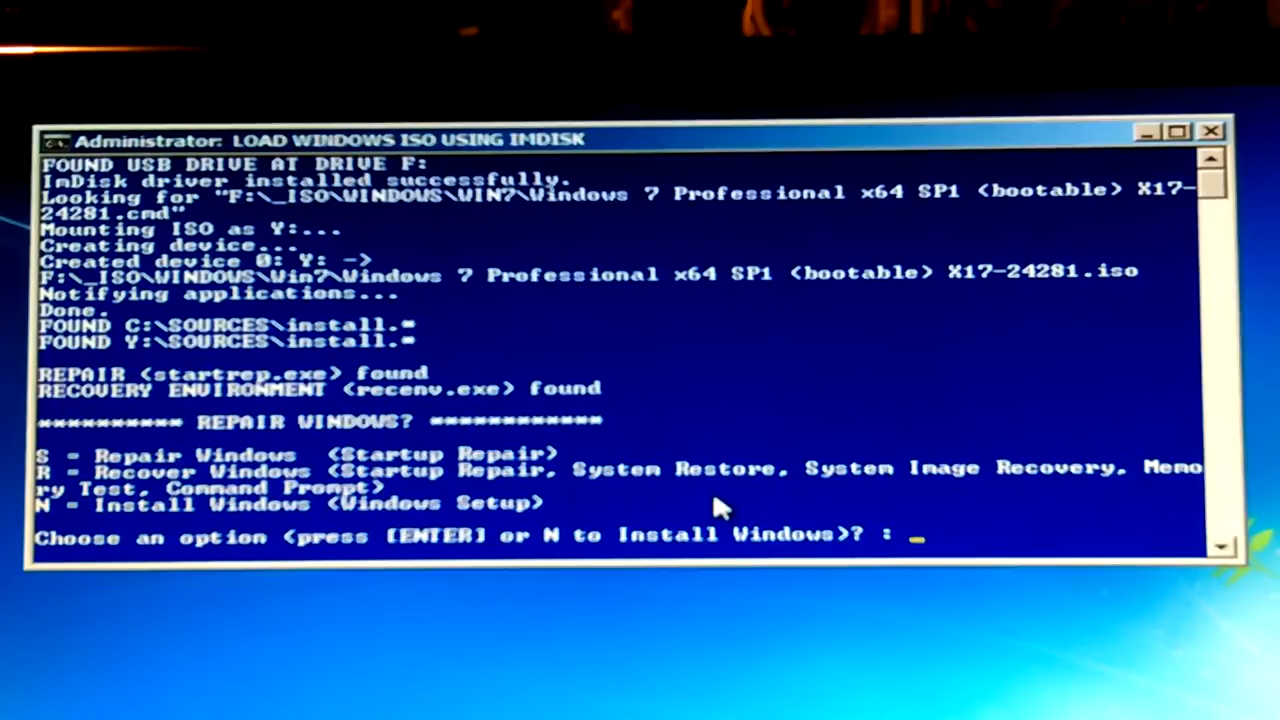 Administrator: LOAD WINDOWS ISO USING IMDISK
FOUND USB DRIVE AT DRIVE F:
ImDisk driver installed successfully.
Looking for "F:\_ISO\WINDOWS\WIN7\Windows 7 Professional x64 SP1 (bootable) X17-
24281.cmd"
Mounting ISO as Y:...
Creating device...
Created device 0: Y: ->
F:\_ISO\WINDOWS\Win7\Windows 7 Professional x64 SP1 (bootable) X17-24281.iso
Notifying applications...
Done.
FOUND C:\SOURCES\install.*
FOUND Y:\SOURCES\install.*
REPAIR (startrep.exe) found
RECOVERY ENVIRONMENT (recenv.exe) found
********** REPAIR WINDOWS? ************
S = Repair Windows (Startup Repair)
R = Recover Windows (Startup Repair, System Restore, System Image Recovery, Memo
ry Test, Command Prompt)
N = Install Windows (Windows Setup)
Choose an option (press [ENTER] or N to Install Windows)? : _